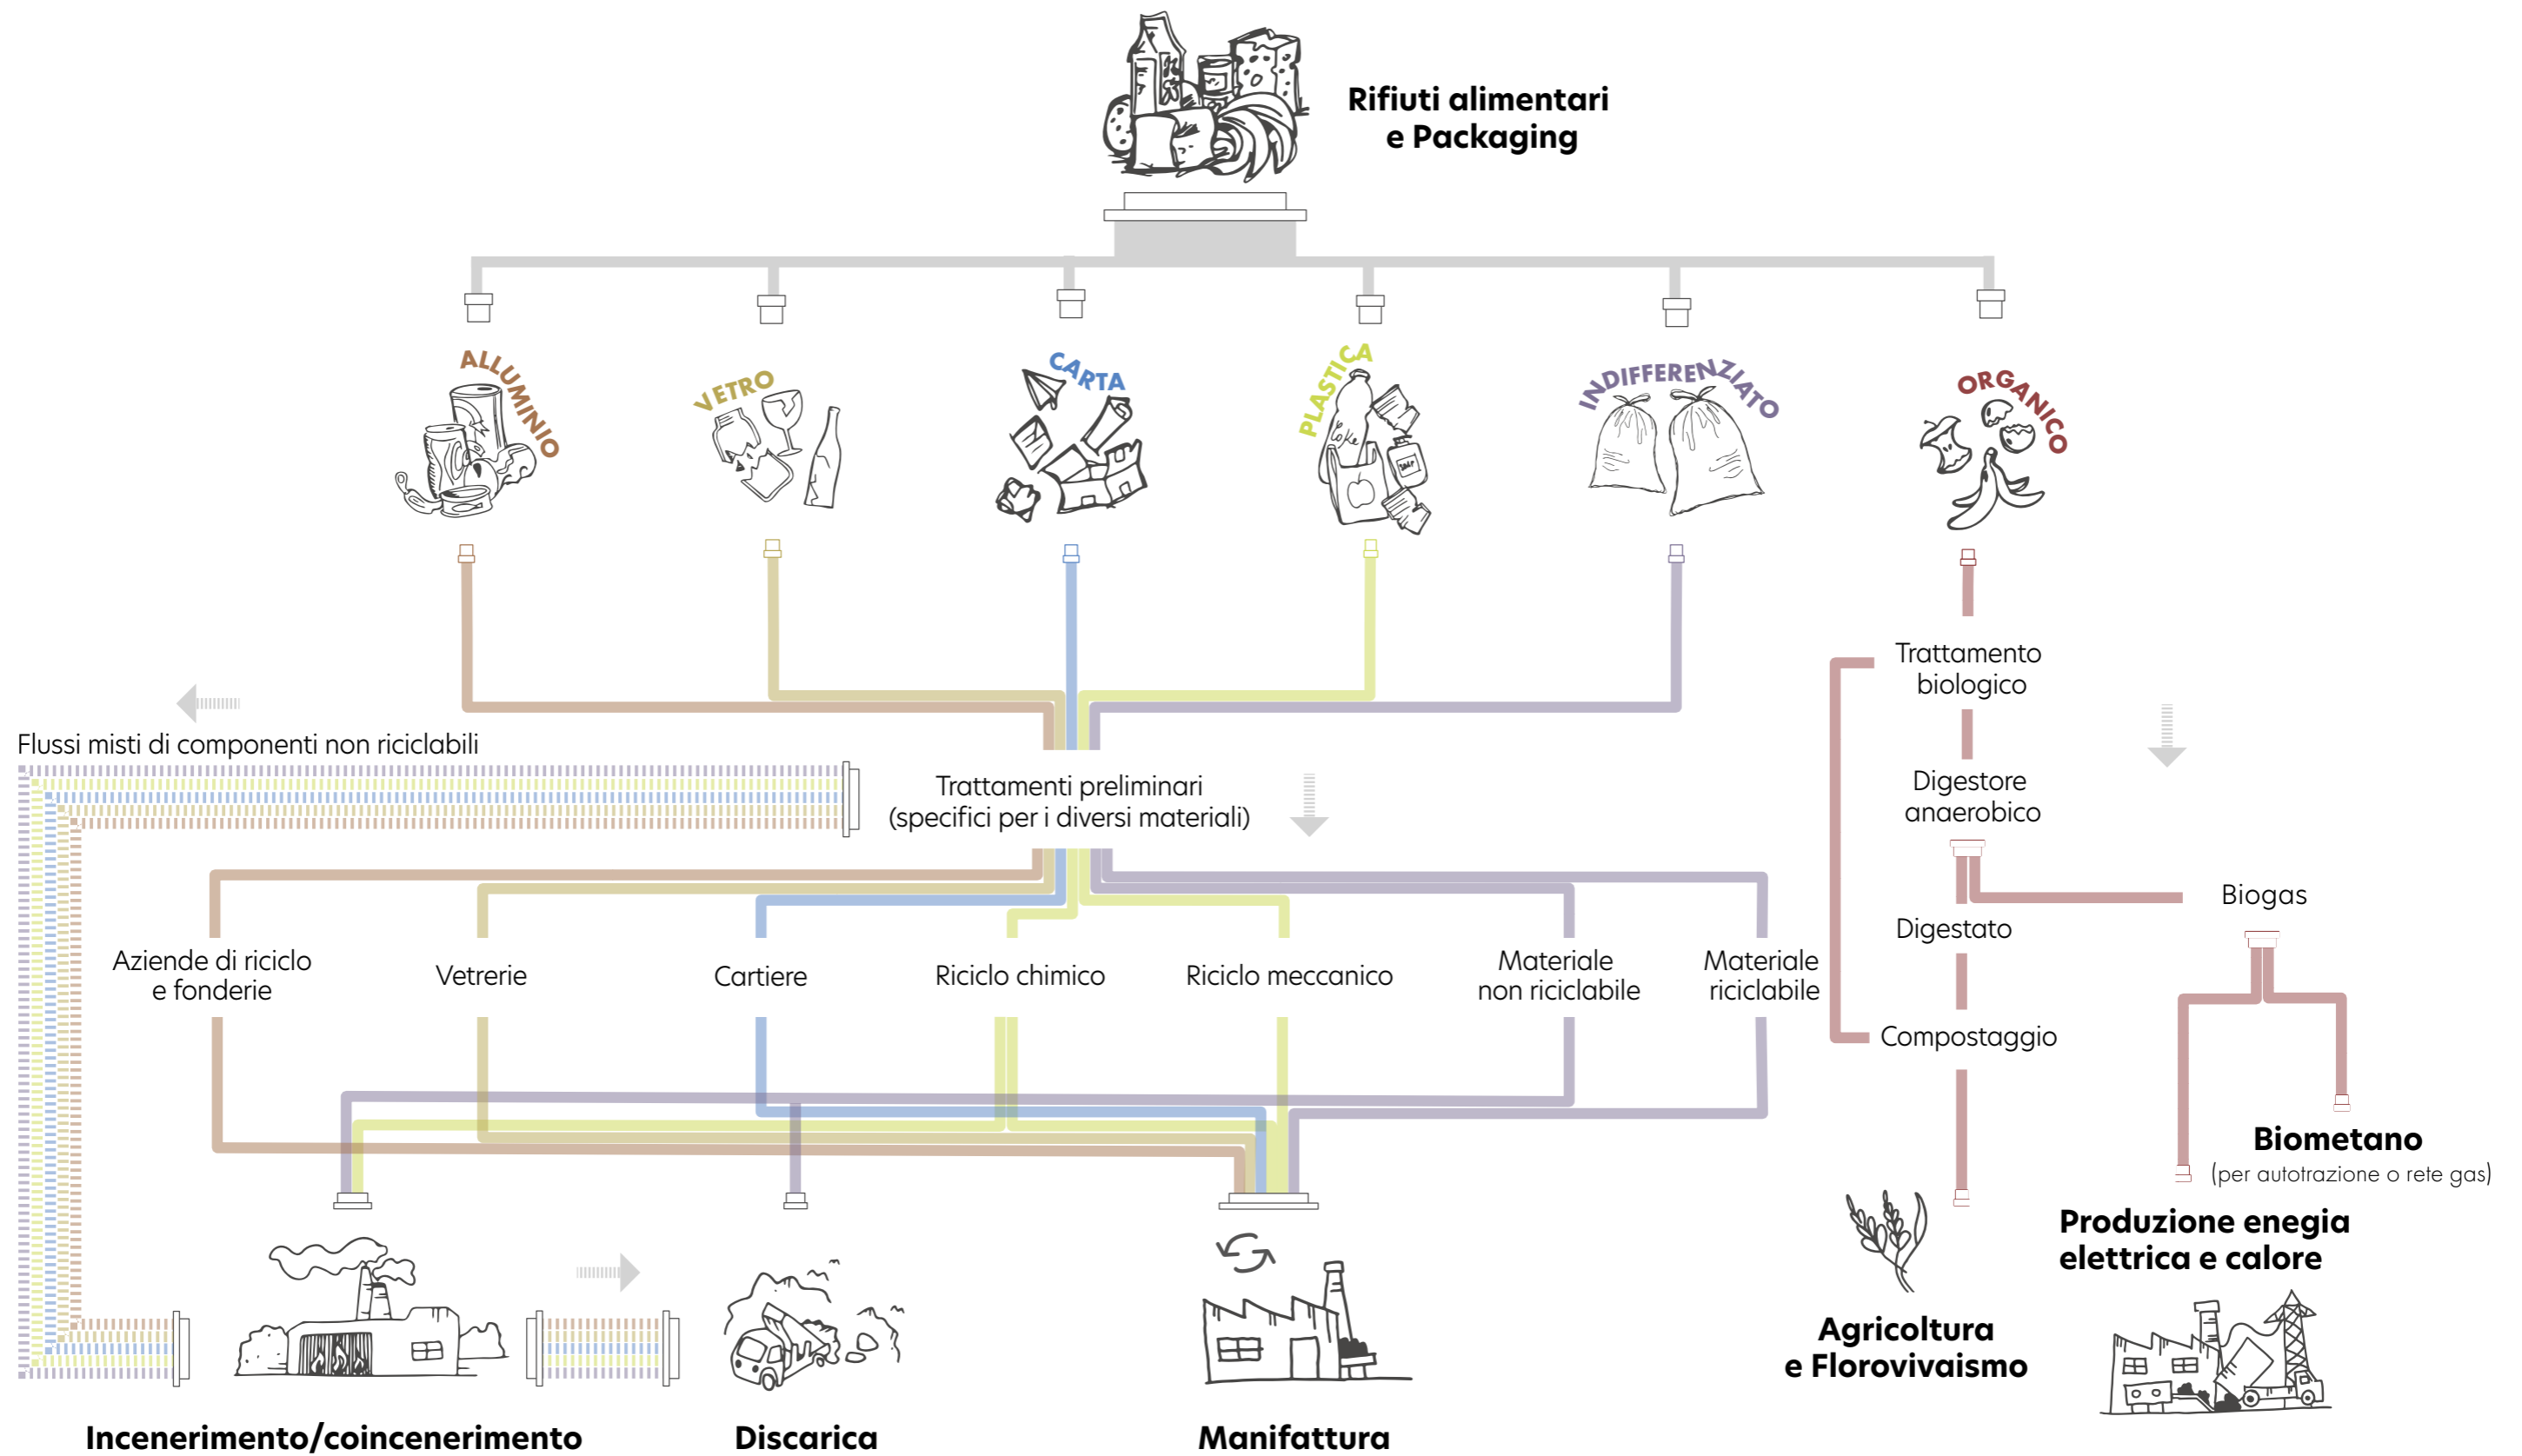 Rifiuti alimentari
e Packaging
ALLUMINIO
VETRO
CARTA
PLASTICA
Coke
SOAP
INDIFFERENZIATO
ORGANICO
Trattamento
biologico
Flussi misti di componenti non riciclabili
Trattamenti preliminari
(specifici per i diversi materiali)
Digestore
anaerobico
Biogas
Digestato
Aziende di riciclo
e fonderie
Vetrerie
Cartiere
Riciclo chimico
Riciclo meccanico
Materiale
non riciclabile
Materiale
riciclabile
Compostaggio
Biometano
(per autotrazione o rete gas)
Produzione enegia
elettrica e calore
Agricoltura
e Florovivaismo
Incenerimento/coincenerimento
Discarica
Manifattura